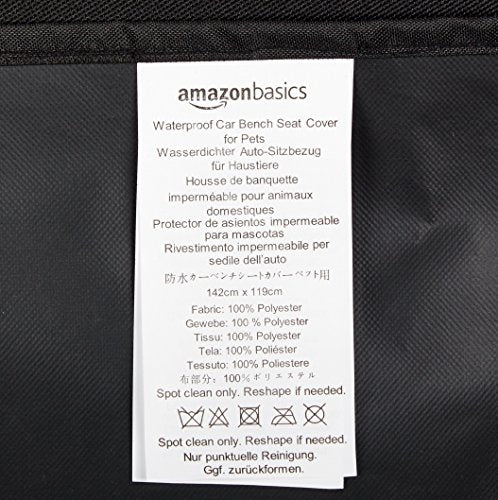 amazonbasics
Waterproof Car Bench Seat Cover
for Pets
Wasserdichter Auto-Sitzbezug
für Haustiere
Housse de banquette
imperméable pour animaux
domestiques
Protector de asientos impermeable
para mascotas
Rivestimento impermeabile per
sedile dell'auto
防水カーベンチシートカバーペット用
142cm x 119cm
Fabric: 100% Polyester
Gewebe: 100 % Polyester
Tissu: 100% Polyester
Tela: 100% Poliéster
Tessuto: 100% Poliestere
布部分: 100% ポリエステル
Spot clean only. Reshape if needed.
Spot clean only. Reshape if needed.
Nur punktuelle Reinigung.
Ggf. zurückformen.